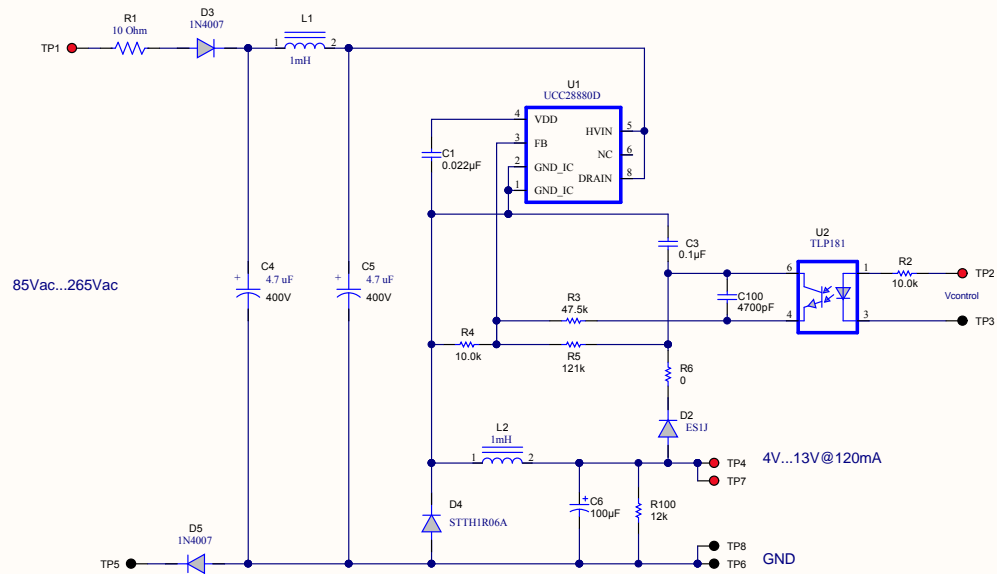 R1
10 Ohm
D3
1N4007
L1
1
2
1mH
TP1
U1
UCC28880D
4
VDD
3
FB
2
GND_IC
1
GND_IC
HVIN
5
NC
6
DRAIN
8
C1
0.022µF
C3
0.1µF
U2
TLP181
6
1
4
3
R2
10.0k
TP2
Vcontrol
TP3
85Vac...265Vac
C4
+
4.7 uF
400V
C5
+
4.7 uF
400V
C100
4700pF
R3
47.5k
R4
10.0k
R5
121k
R6
0
D2
ES1J
L2
1mH
1
2
TP4
TP7
4V...13V@120mA
C6
+
100µF
R100
12k
D4
STTH1R06A
D5
1N4007
TP5
TP8
TP6
GND